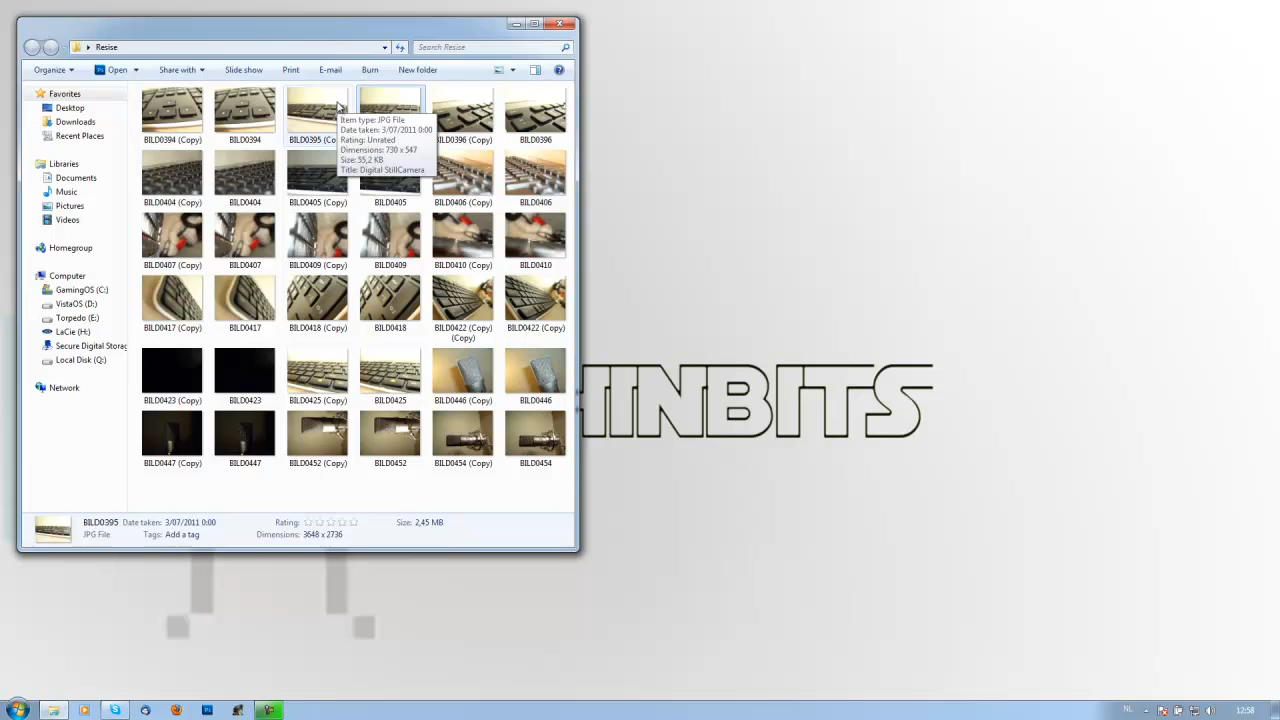 Resise
Search Resise
Organize
Open
Share with
Slide show
Print
E-mail
Burn
New folder
Favorites
Desktop
Downloads
Recent Places
Libraries
Documents
Music
Pictures
Videos
Homegroup
Computer
GamingOS (C:)
VistaOS (D:)
Torpedo (E:)
LaCie (H:)
Secure Digital Storag
Local Disk (Q:)
Network
BILD0394 (Copy)
BILD0394
BILD0395 (Co
BILD0396 (Copy)
BILD0396
Item type: JPG File
Date taken: 3/07/2011 0:00
Rating: Unrated
Dimensions: 730 x 547
Size: 55,2 KB
Title: Digital StillCamera
BILD0404 (Copy)
BILD0404
BILD0405 (Copy)
BILD0405
BILD0406 (Copy)
BILD0406
BILD0407 (Copy)
BILD0407
BILD0409 (Copy)
BILD0409
BILD0410 (Copy)
BILD0410
BILD0417 (Copy)
BILD0417
BILD0418 (Copy)
BILD0418
BILD0422 (Copy)
(Copy)
BILD0422 (Copy)
BILD0423 (Copy)
BILD0423
BILD0425 (Copy)
BILD0425
BILD0446 (Copy)
BILD0446
BILD0447 (Copy)
BILD0447
BILD0452 (Copy)
BILD0452
BILD0454 (Copy)
BILD0454
BILD0395 Date taken: 3/07/2011 0:00 Rating: Size: 2,45 MB
JPG File Tags: Add a tag Dimensions: 3648 x 2736
HINBITS
Ps
NL
12:58